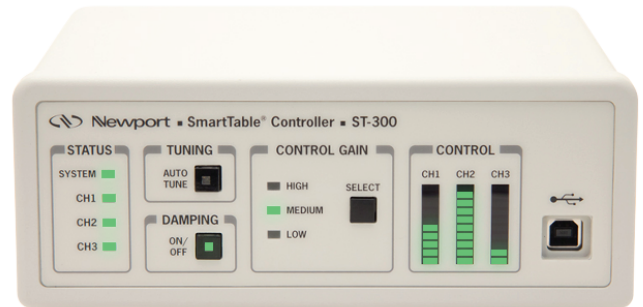 Newport ▪ SmartTable® Controller ▪ ST-300
STATUS
SYSTEM
CH1
CH2
CH3
TUNING
AUTO
TUNE
DAMPING
ON/
OFF
CONTROL GAIN
HIGH
MEDIUM
LOW
SELECT
CONTROL
CH1 CH2 CH3